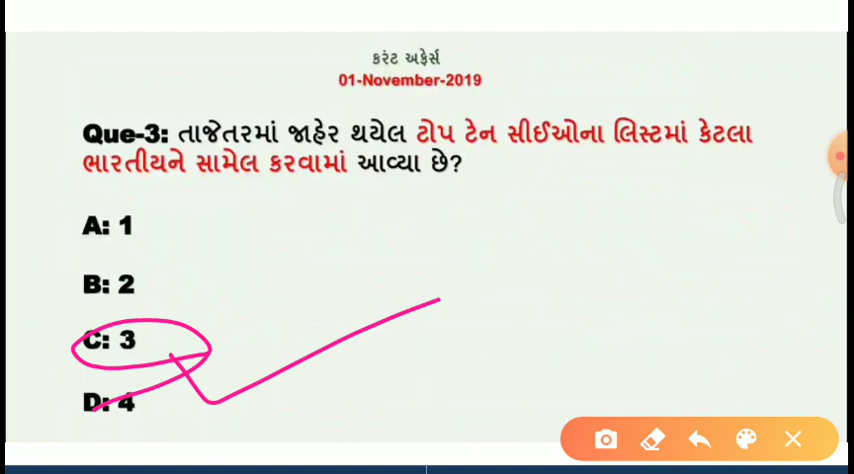 કરંટ અફેર્સ
01-November-2019
Que-3: તાજેતરમાં જાહેર થયેલ ટોપ ટેન સીઈઓના લિસ્ટમાં કેટલા
ભારતીયને સામેલ કરવામાં આવ્યા છે?
A: 1
B: 2
C: 3
D: 4